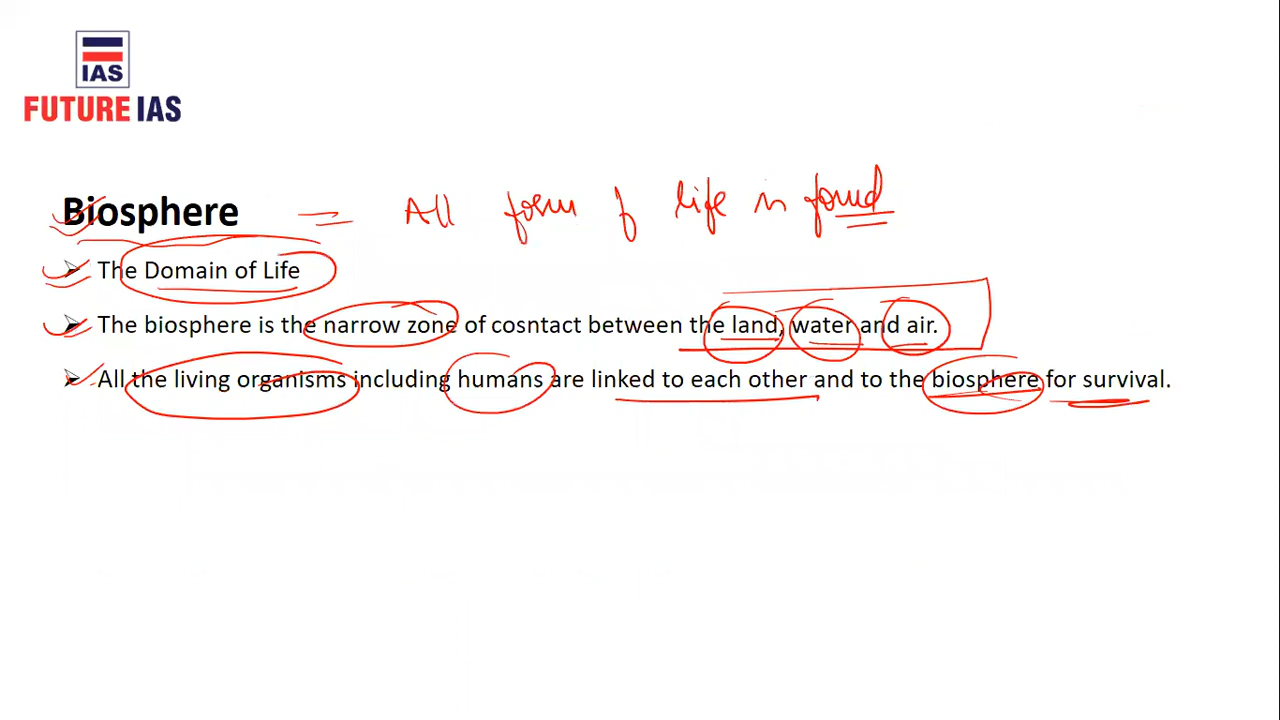 IAS
FUTURE IAS
Biosphere = All form of life is found
The Domain of Life
The biosphere is the narrow zone of cosntact between the land, water and air.
All the living organisms including humans are linked to each other and to the biosphere for survival.